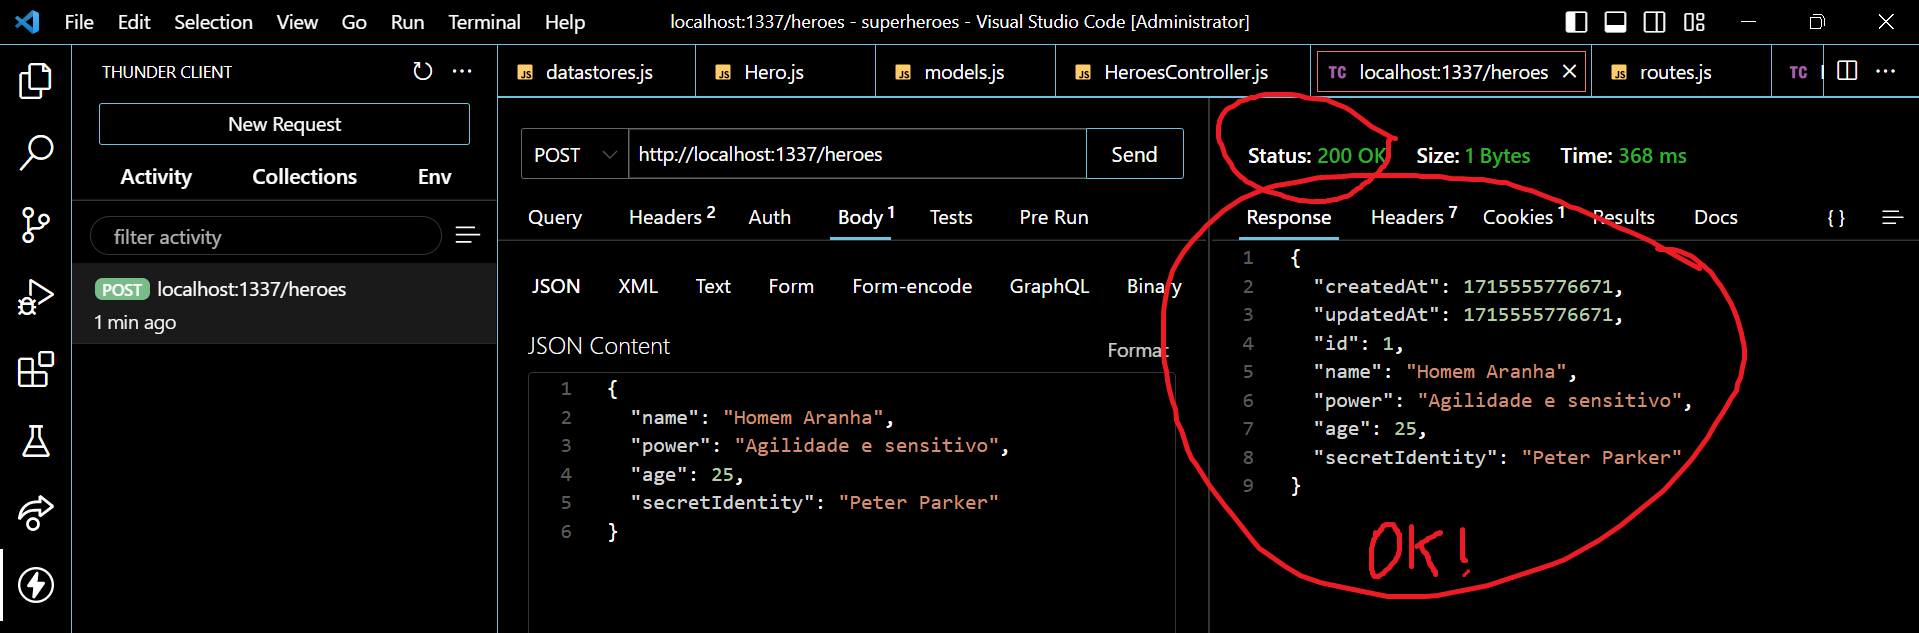 File Edit Selection View Go Run Terminal Help localhost:1337/heroes - superheroes - Visual Studio Code [Administrator]
THUNDER CLIENT
New Request
Activity Collections Env
filter activity
POST localhost:1337/heroes
1 min ago
JS datastores.js JS Hero.js JS models.js JS HeroesController.js TC localhost:1337/heroes JS routes.js TC
POST http://localhost:1337/heroes Send
Query Headers 2 Auth Body 1 Tests Pre Run
JSON XML Text Form Form-encode GraphQL Binary
JSON Content
Format
1 {
2 "name": "Homem Aranha",
3 "power": "Agilidade e sensitivo",
4 "age": 25,
5 "secretIdentity": "Peter Parker"
6 }
Status: 200 OK Size: 1 Bytes Time: 368 ms
Response Headers 7 Cookies 1 Results Docs { }
1 {
2 "createdAt": 1715555776671,
3 "updatedAt": 1715555776671,
4 "id": 1,
5 "name": "Homem Aranha",
6 "power": "Agilidade e sensitivo",
7 "age": 25,
8 "secretIdentity": "Peter Parker"
9 }
OK!